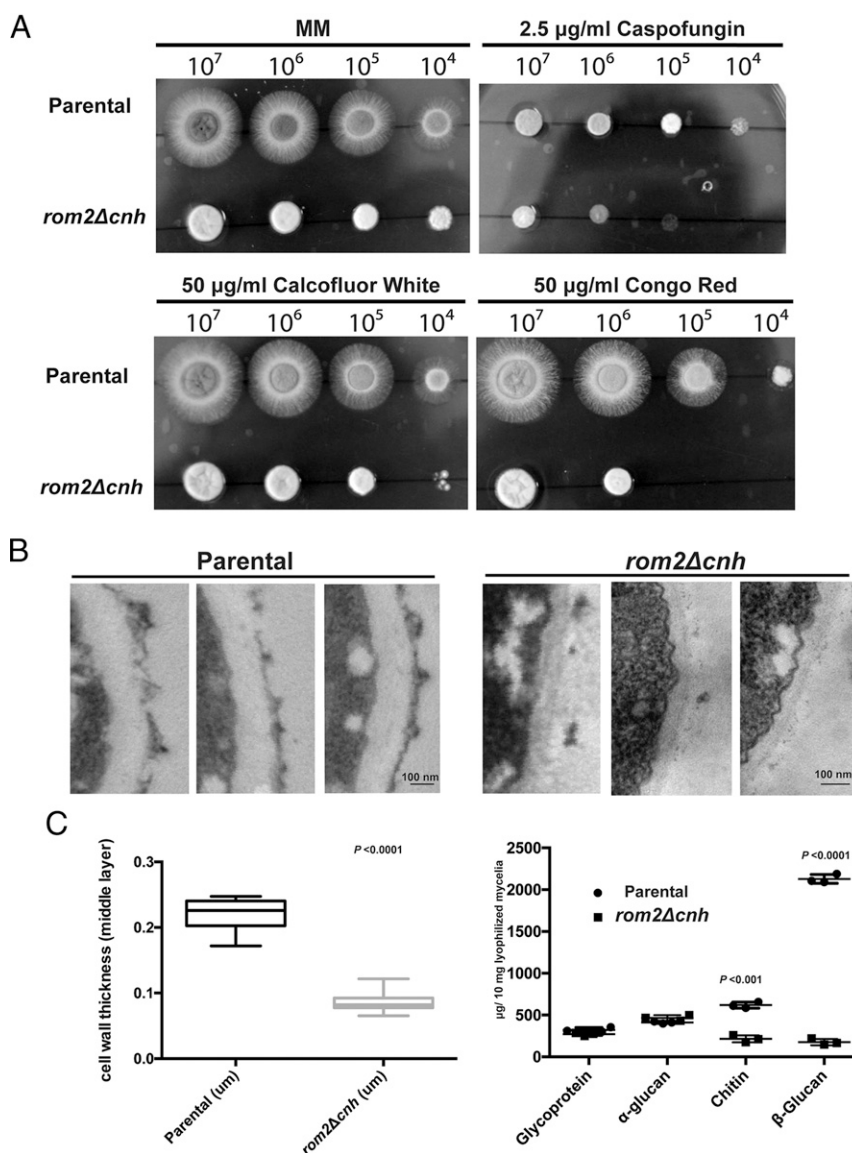 A
MM
2.5 µg/ml Caspofungin
10⁷ 10⁶ 10⁵ 10⁴ 10⁷ 10⁶ 10⁵ 10⁴
Parental
rom2Δcnh
50 µg/ml Calcofluor White
50 µg/ml Congo Red
10⁷ 10⁶ 10⁵ 10⁴ 10⁷ 10⁶ 10⁵ 10⁴
Parental
rom2Δcnh
B
Parental
rom2Δcnh
100 nm
100 nm
C
cell wall thickness (middle layer)
0.3
0.2
0.1
0.0
P <0.0001
Parental (um)
rom2Δcnh (um)
µg/ 10 mg lyophilized mycelia
2500
2000
1500
1000
500
0
Parental
rom2Δcnh
P <0.001
P <0.0001
Glycoprotein
α-glucan
Chitin
β-Glucan